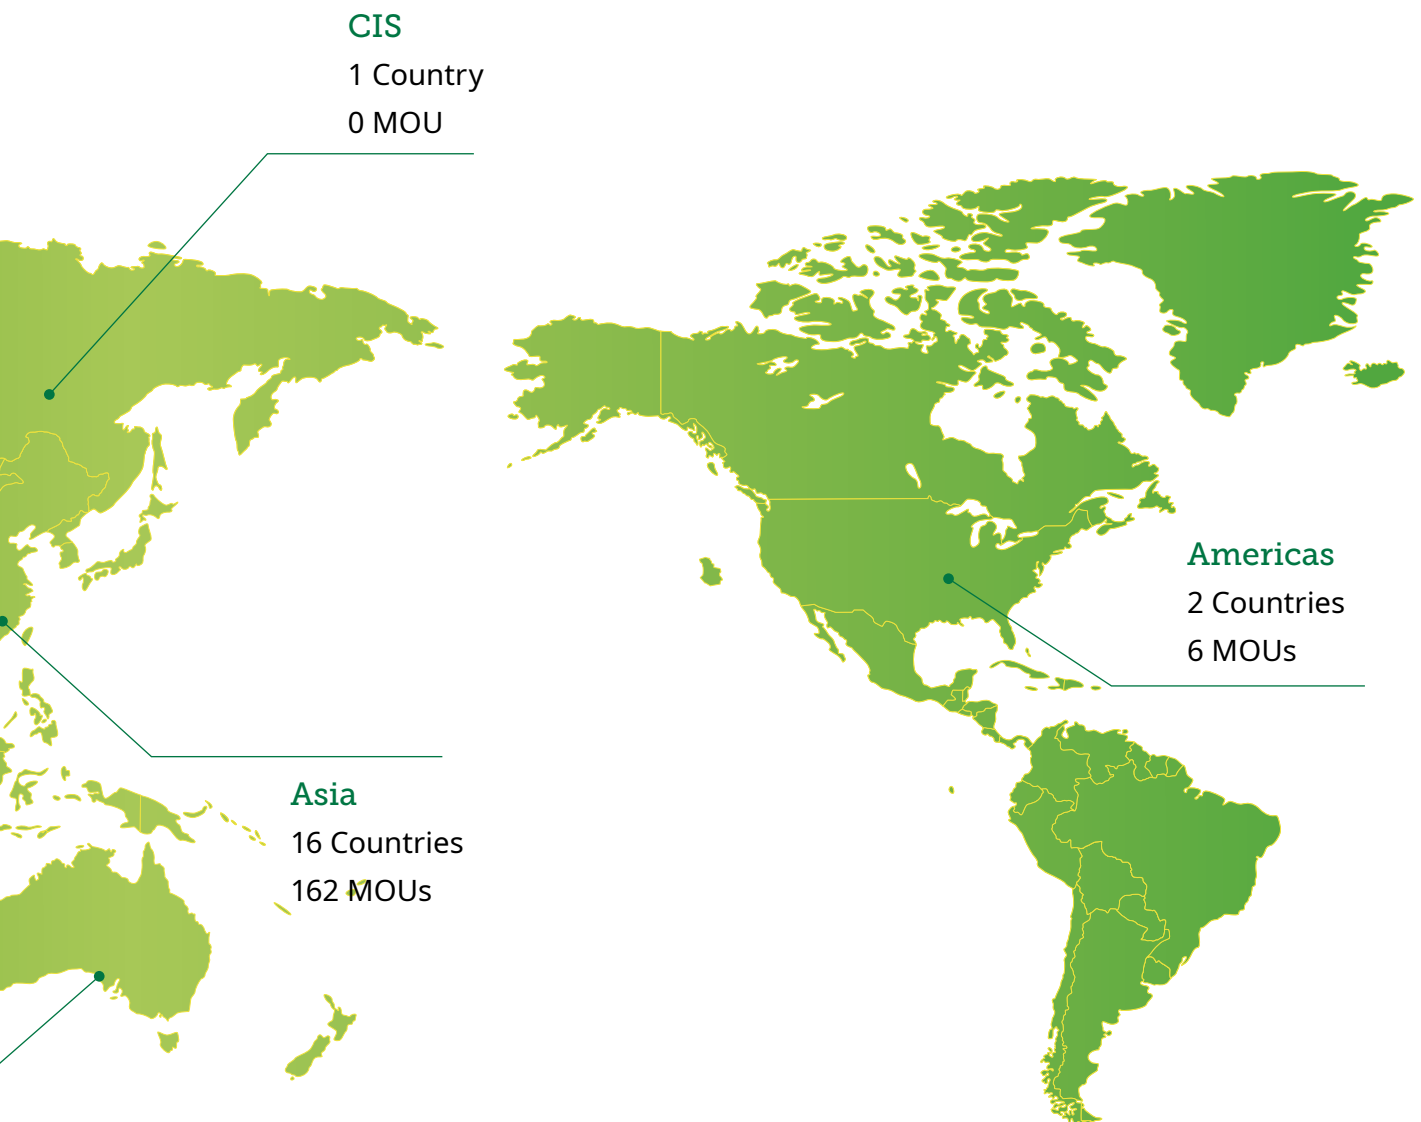 CIS
1 Country
0 MOU
Americas
2 Countries
6 MOUs
Asia
16 Countries
162 MOUs